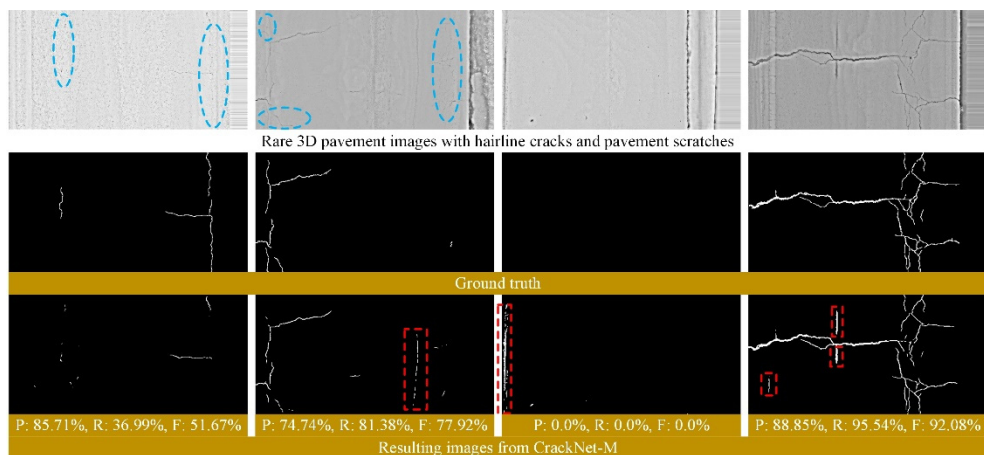 Rare 3D pavement images with hairline cracks and pavement scratches
Ground truth
P: 85.71%, R: 36.99%, F: 51.67%
P: 74.74%, R: 81.38%, F: 77.92%
P: 0.0%, R: 0.0%, F: 0.0%
P: 88.85%, R: 95.54%, F: 92.08%
Resulting images from CrackNet-M